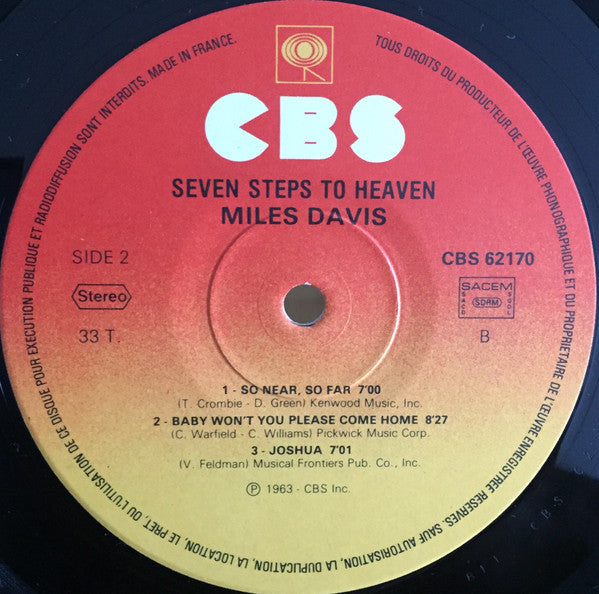 TOUS DROITS DU PRODUCTEUR DE L'ŒUVRE PHONOGRAPHIQUE ET DU PROPRIETAIRE DE L'ŒUVRE ENREGISTREE RESERVES. SAUF AUTORISATION, LA DUPLICATION, LA LOCATION, LE PRET, OU L'UTILISATION DE CE DISQUE POUR EXECUTION PUBLIQUE ET RADIODIFFUSION SONT INTERDITS. MADE IN FRANCE.
CBS
SEVEN STEPS TO HEAVEN
MILES DAVIS
SIDE 2
CBS 62170
Stereo
SACEM
SACD
SDRM
SGDL
33 T.
B
1 - SO NEAR, SO FAR 7'00
(T. Crombie - D. Green) Kenwood Music, Inc.
2 - BABY WON'T YOU PLEASE COME HOME 8'27
(C. Warfield - C. Williams) Pickwick Music Corp.
3 - JOSHUA 7'01
(V. Feldman) Musical Frontiers Pub. Co., Inc.
Ⓟ 1963 - CBS Inc.